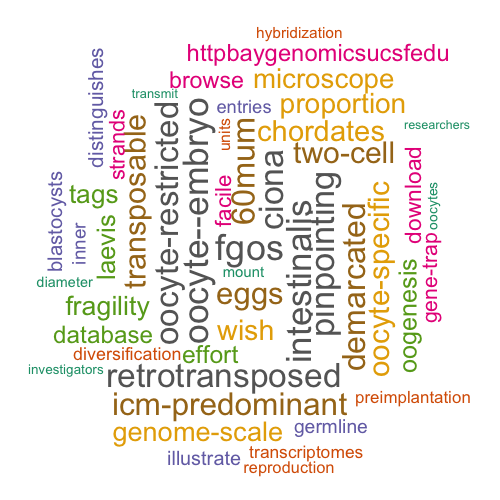 hybridization
httpbaygenomicsucsfedu
browse
microscope
distinguishes
transmit
entries
proportion
strands
units
chordates
researchers
transposable
oocyte-restricted
oocyte--embryo
60mum
two-cell
tags
facile
ciona
download
blastocysts
inner
laevis
fgos
intestinalis
pinpointing
demarcated
oocyte-specific
oogenesis
gene-trap
oocytes
diameter
mount
eggs
fragility
database
wish
diversification
effort
investigators
retrotransposed
preimplantation
icm-predominant
genome-scale
germline
illustrate
transcriptomes
reproduction